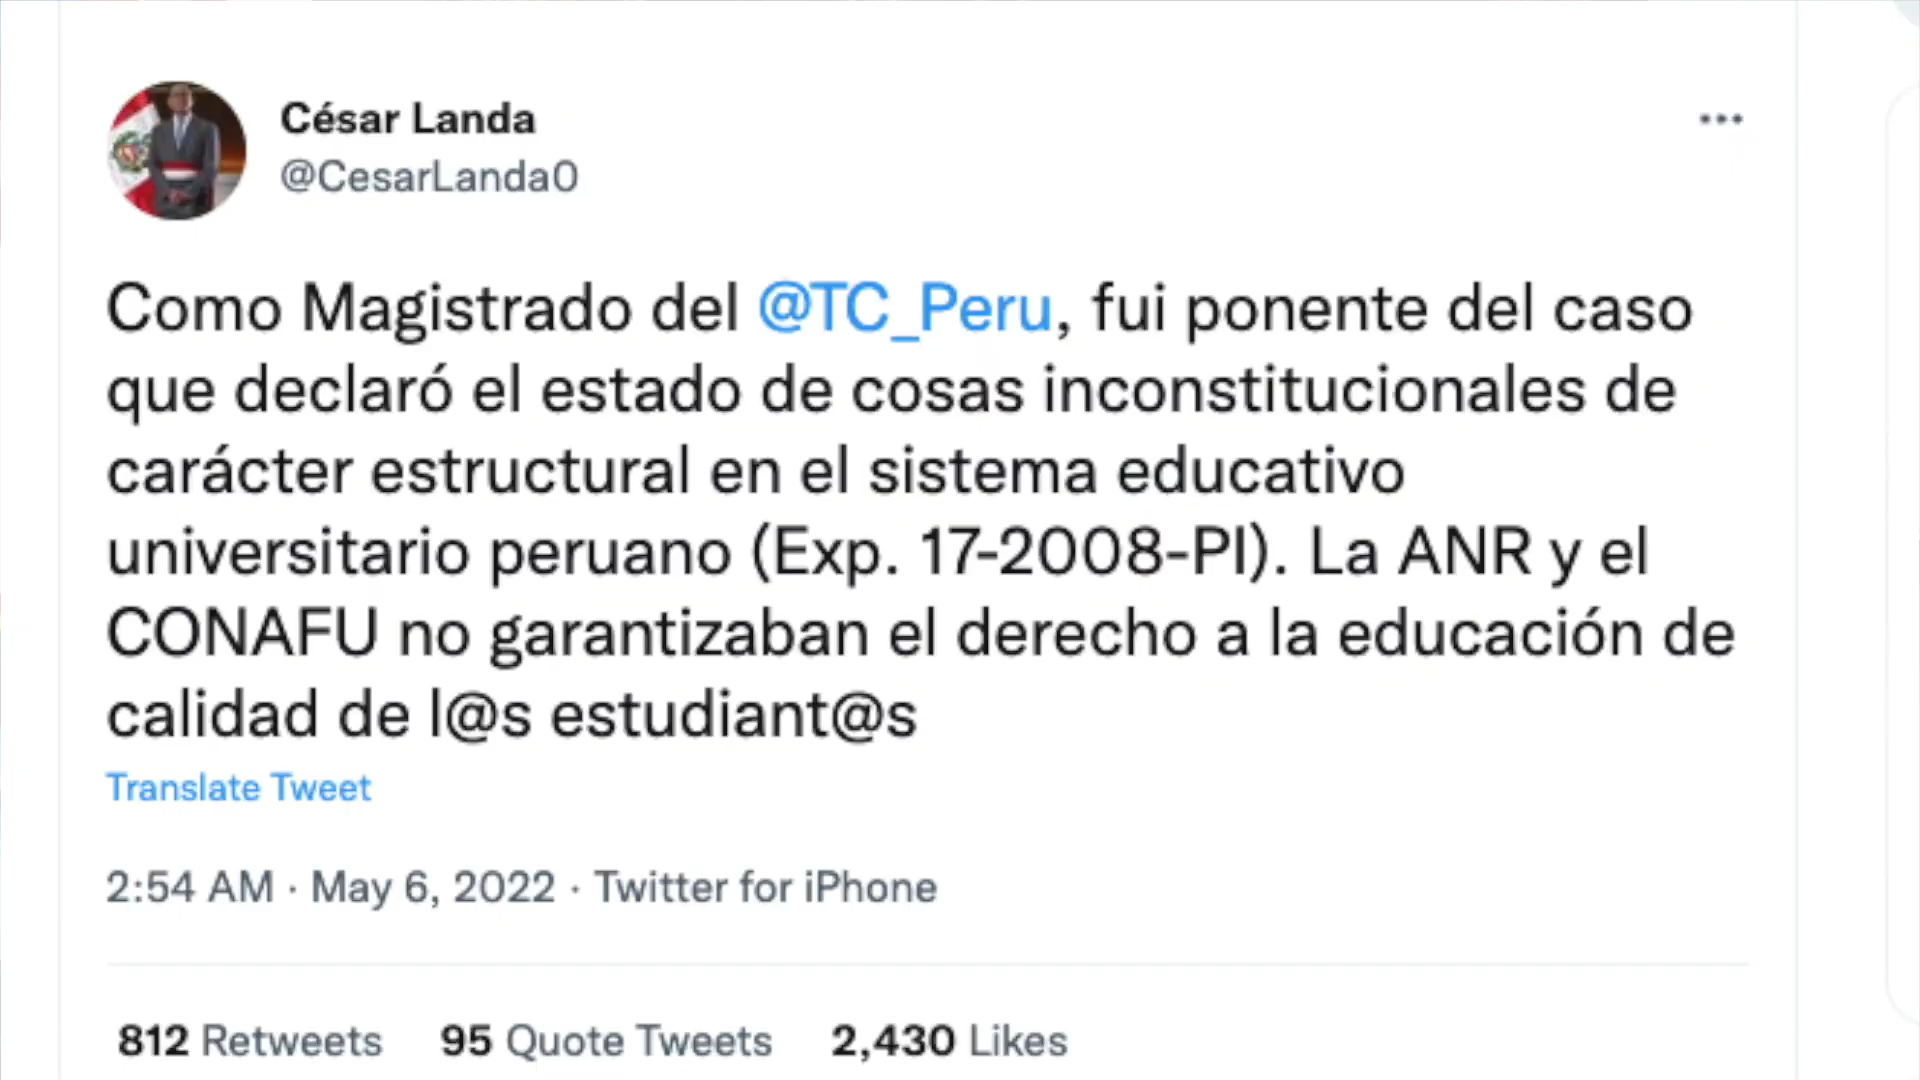 César Landa
@CesarLanda0
Como Magistrado del @TC_Peru, fui ponente del caso
que declaró el estado de cosas inconstitucionales de
carácter estructural en el sistema educativo
universitario peruano (Exp. 17-2008-PI). La ANR y el
CONAFU no garantizaban el derecho a la educación de
calidad de l@s estudiant@s
Translate Tweet
2:54 AM · May 6, 2022 · Twitter for iPhone
812 Retweets 95 Quote Tweets 2,430 Likes